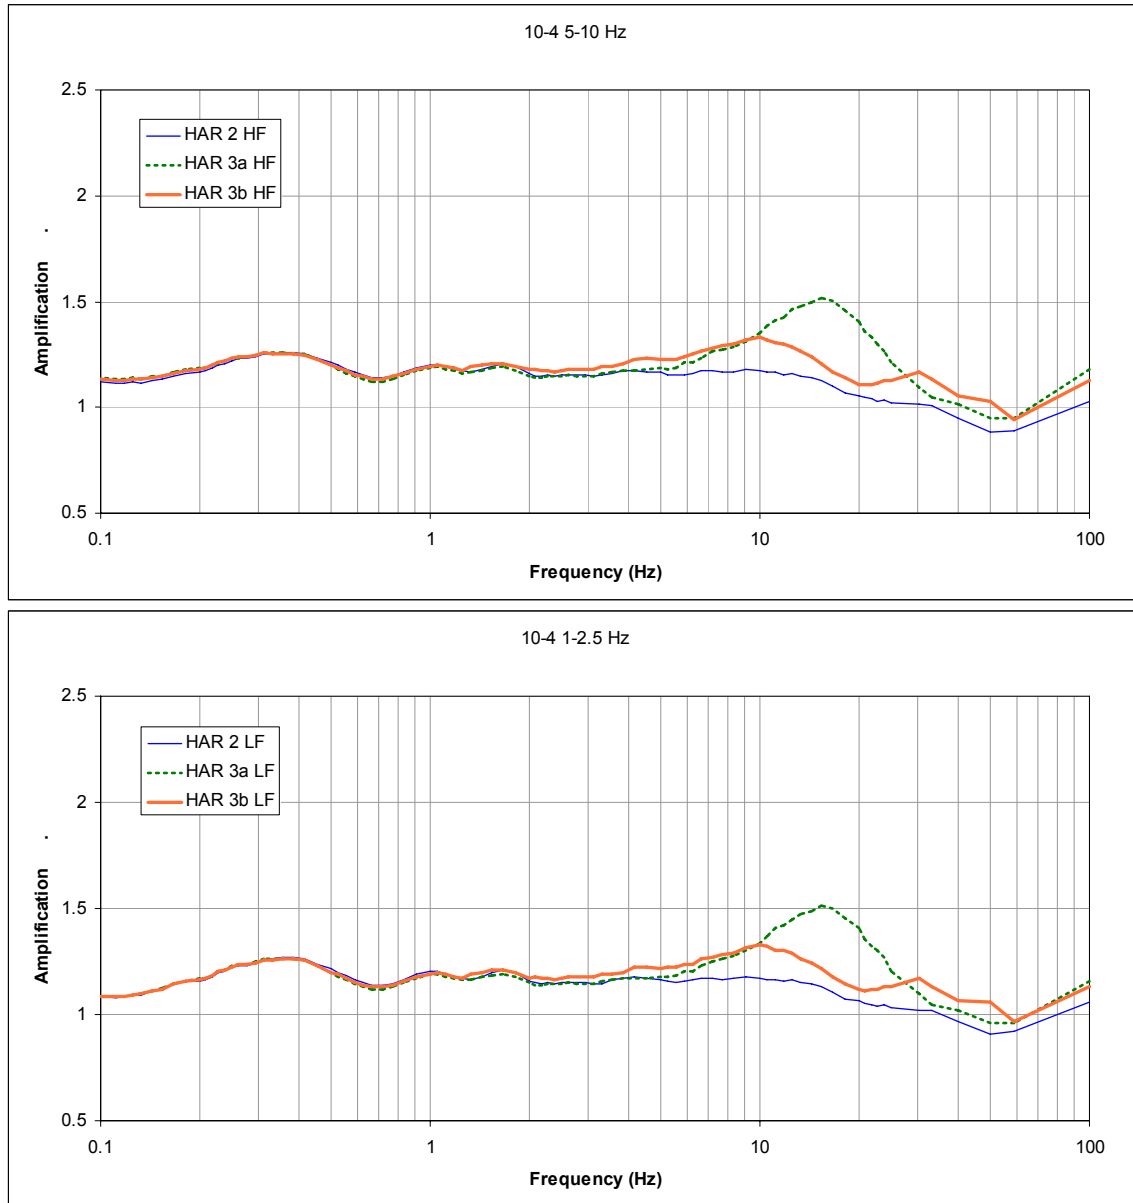 10-4 5-10 Hz
2.5
2
1.5
1
0.5
Amplification .
HAR 2 HF
HAR 3a HF
HAR 3b HF
0.1 1 10 100
Frequency (Hz)
10-4 1-2.5 Hz
2.5
2
1.5
1
0.5
Amplification .
HAR 2 LF
HAR 3a LF
HAR 3b LF
0.1 1 10 100
Frequency (Hz)